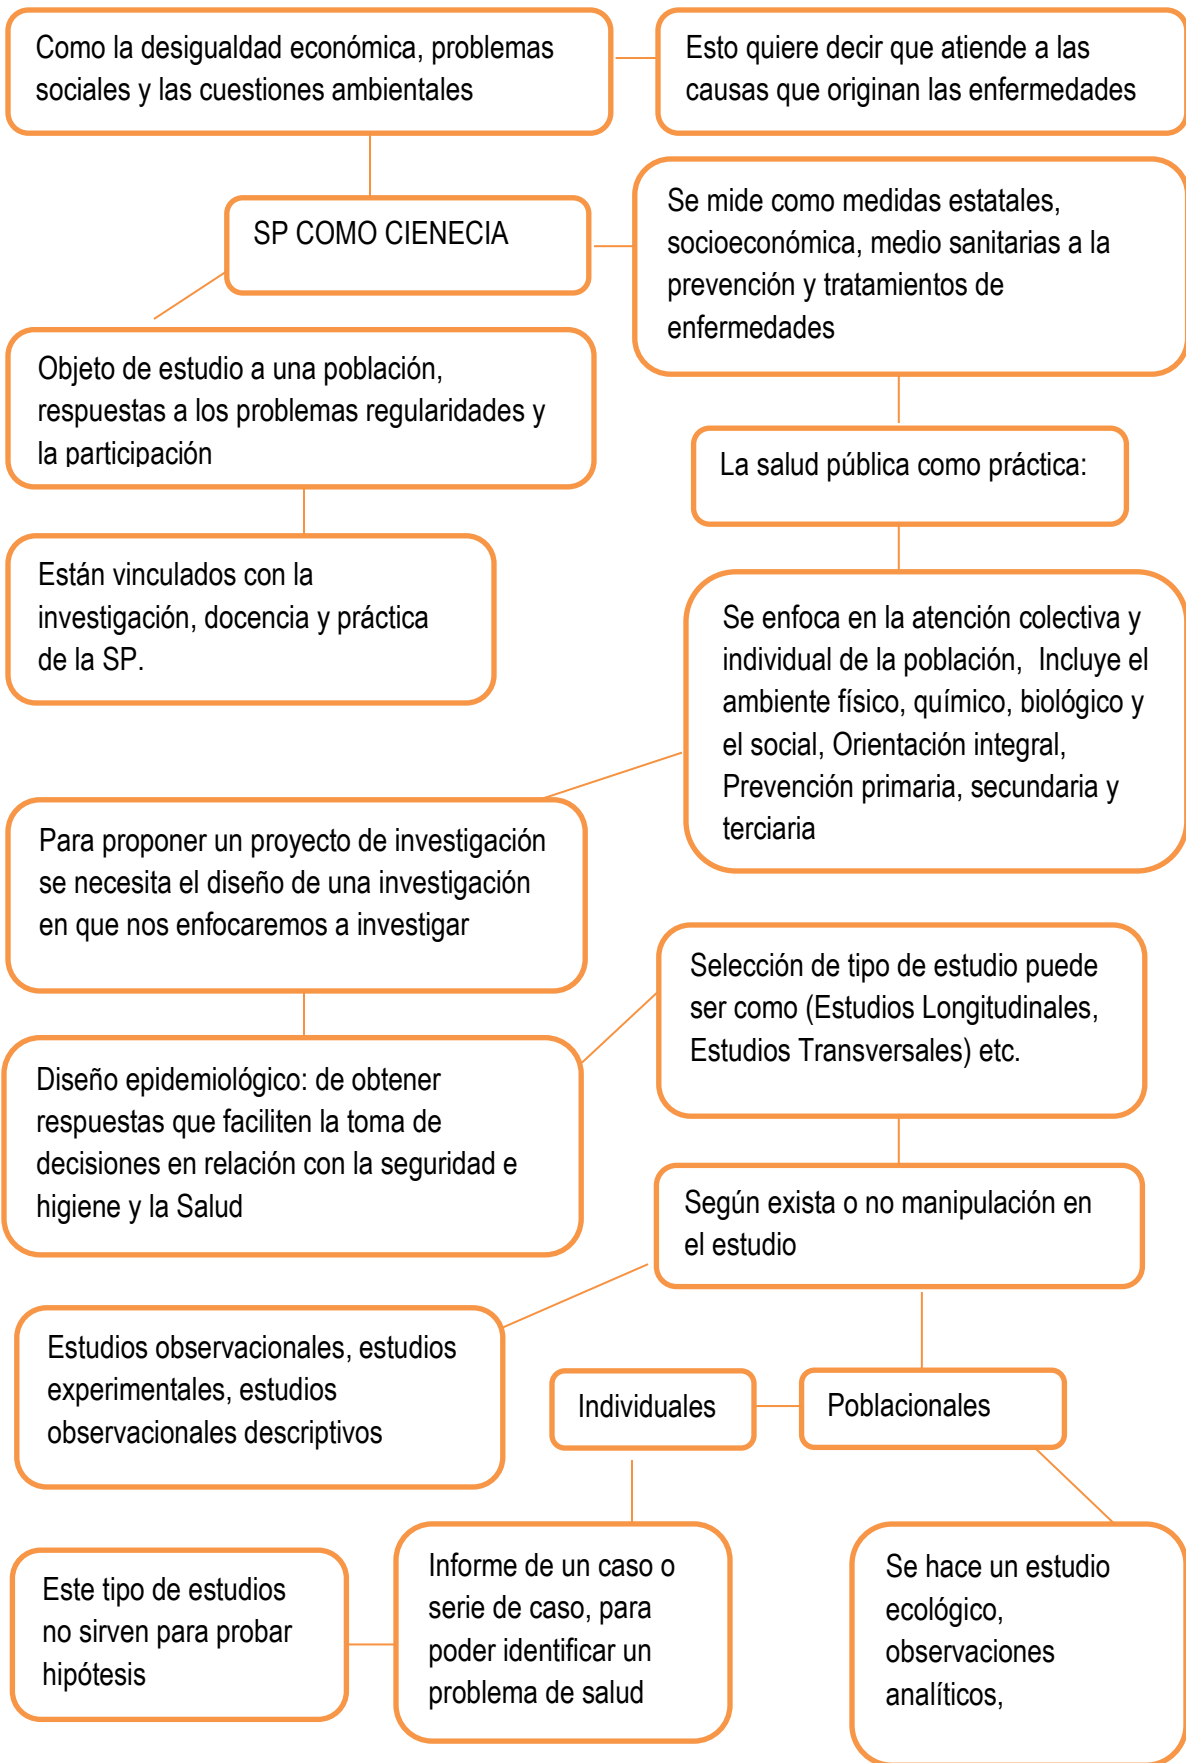 Como la desigualdad económica, problemas
sociales y las cuestiones ambientales
Esto quiere decir que atiende a las
causas que originan las enfermedades
SP COMO CIENECIA
Se mide como medidas estatales,
socioeconómica, medio sanitarias a la
prevención y tratamientos de
enfermedades
Objeto de estudio a una población,
respuestas a los problemas regularidades y
la participación
La salud pública como práctica:
Están vinculados con la
investigación, docencia y práctica
de la SP.
Se enfoca en la atención colectiva y
individual de la población, Incluye el
ambiente físico, químico, biológico y
el social, Orientación integral,
Prevención primaria, secundaria y
terciaria
Para proponer un proyecto de investigación
se necesita el diseño de una investigación
en que nos enfocaremos a investigar
Selección de tipo de estudio puede
ser como (Estudios Longitudinales,
Estudios Transversales) etc.
Diseño epidemiológico: de obtener
respuestas que faciliten la toma de
decisiones en relación con la seguridad e
higiene y la Salud
Según exista o no manipulación en
el estudio
Estudios observacionales, estudios
experimentales, estudios
observacionales descriptivos
Individuales
Poblacionales
Este tipo de estudios
no sirven para probar
hipótesis
Informe de un caso o
serie de caso, para
poder identificar un
problema de salud
Se hace un estudio
ecológico,
observaciones
analíticos,